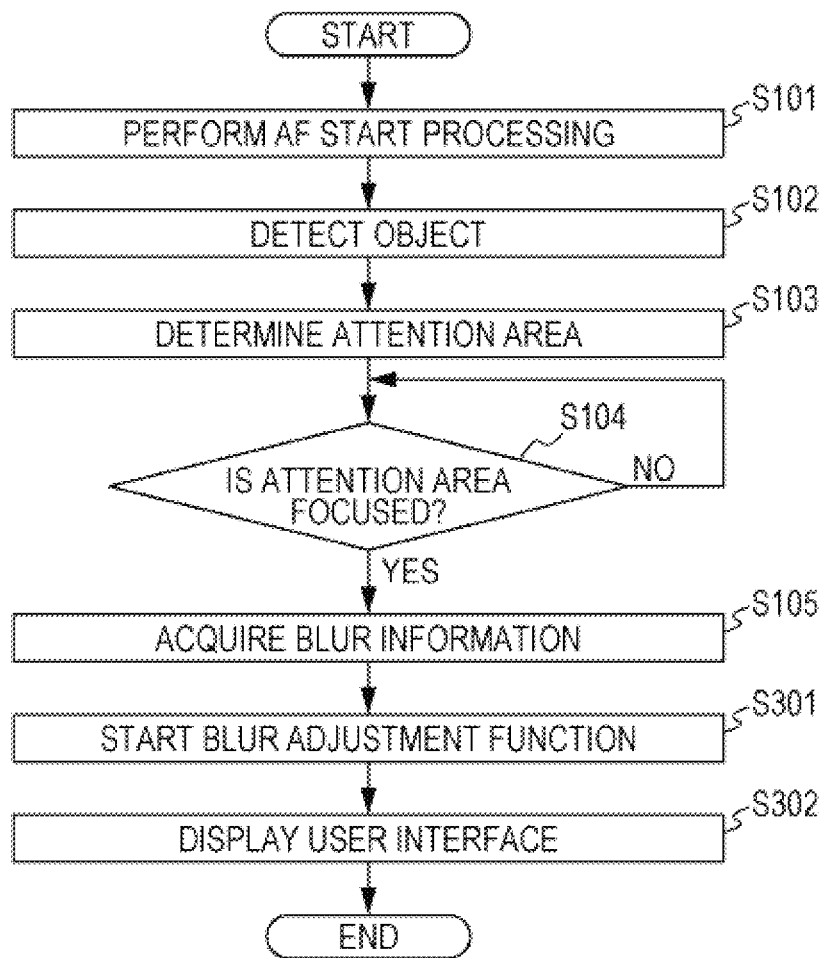 START
S101
PERFORM AF START PROCESSING
S102
DETECT OBJECT
S103
DETERMINE ATTENTION AREA
S104
IS ATTENTION AREA
FOCUSED?
NO
YES
S105
ACQUIRE BLUR INFORMATION
S301
START BLUR ADJUSTMENT FUNCTION
S302
DISPLAY USER INTERFACE
END